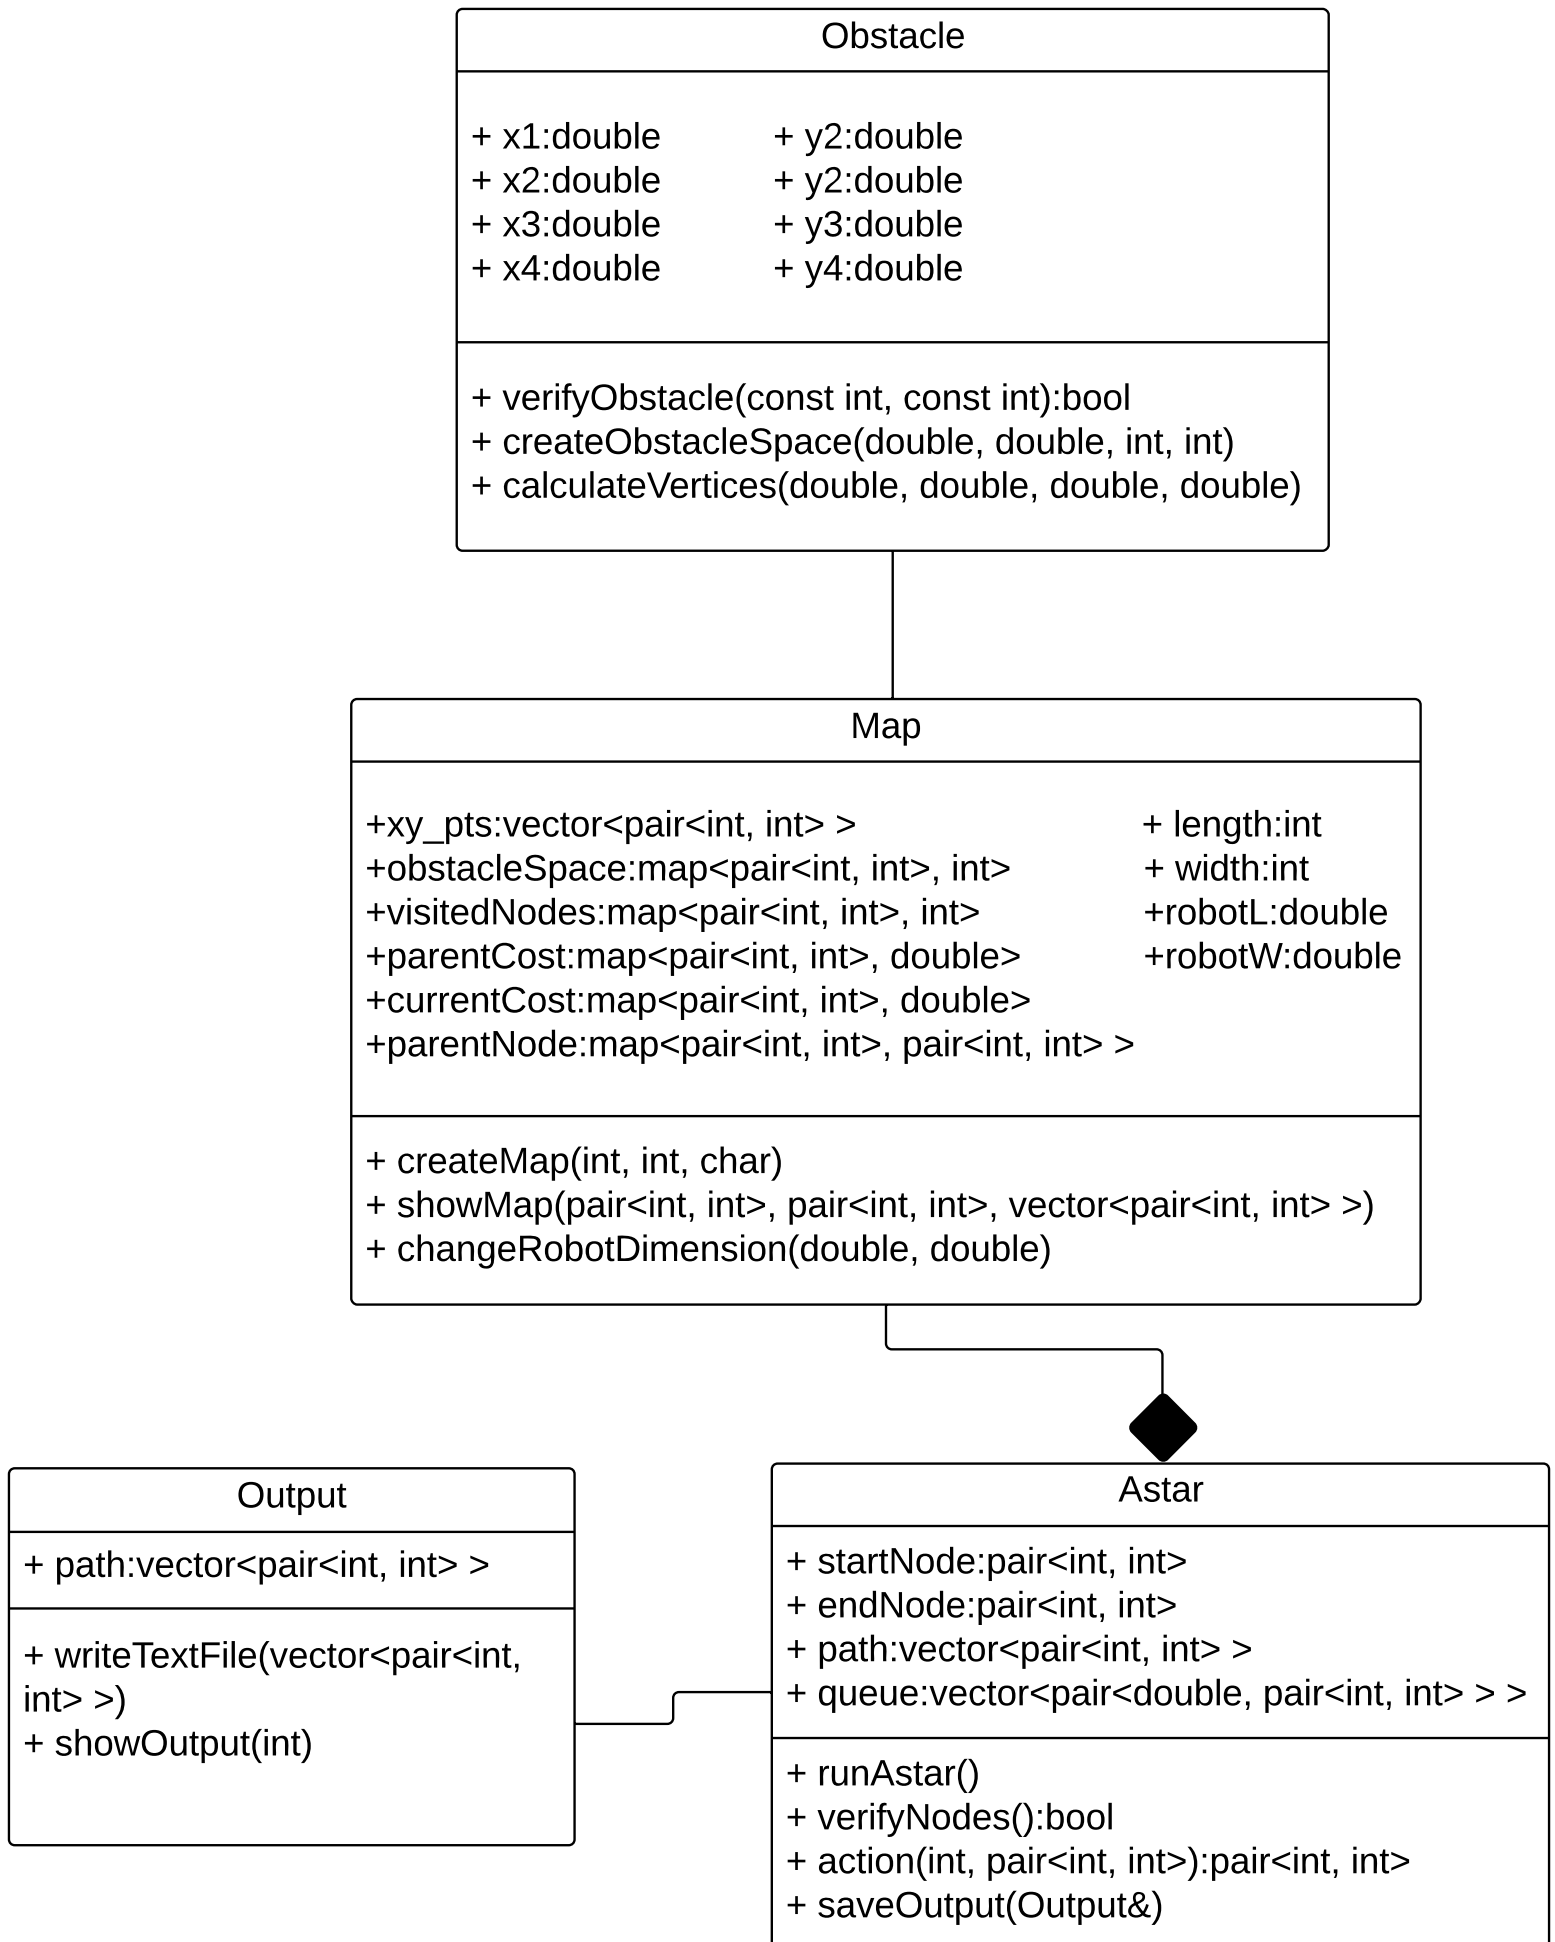 Obstacle
+ x1:double + y2:double
+ x2:double + y2:double
+ x3:double + y3:double
+ x4:double + y4:double
+ verifyObstacle(const int, const int):bool
+ createObstacleSpace(double, double, int, int)
+ calculateVertices(double, double, double, double)
Map
+xy_pts:vector<pair<int, int> > + length:int
+obstacleSpace:map<pair<int, int>, int> + width:int
+visitedNodes:map<pair<int, int>, int> +robotL:double
+parentCost:map<pair<int, int>, double> +robotW:double
+currentCost:map<pair<int, int>, double>
+parentNode:map<pair<int, int>, pair<int, int> >
+ createMap(int, int, char)
+ showMap(pair<int, int>, pair<int, int>, vector<pair<int, int> >)
+ changeRobotDimension(double, double)
Output
+ path:vector<pair<int, int> >
+ writeTextFile(vector<pair<int,
int> >)
+ showOutput(int)
Astar
+ startNode:pair<int, int>
+ endNode:pair<int, int>
+ path:vector<pair<int, int> >
+ queue:vector<pair<double, pair<int, int> > >
+ runAstar()
+ verifyNodes():bool
+ action(int, pair<int, int>):pair<int, int>
+ saveOutput(Output&)